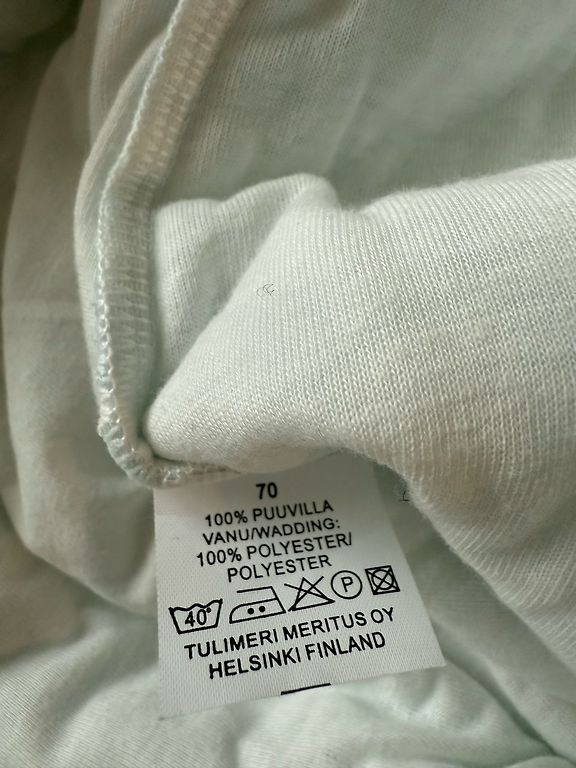 70
100% PUUVILLA
VANU/WADDING:
100% POLYESTER/
POLYESTER
40° P
TULIMERI MERITUS OY
HELSINKI FINLAND